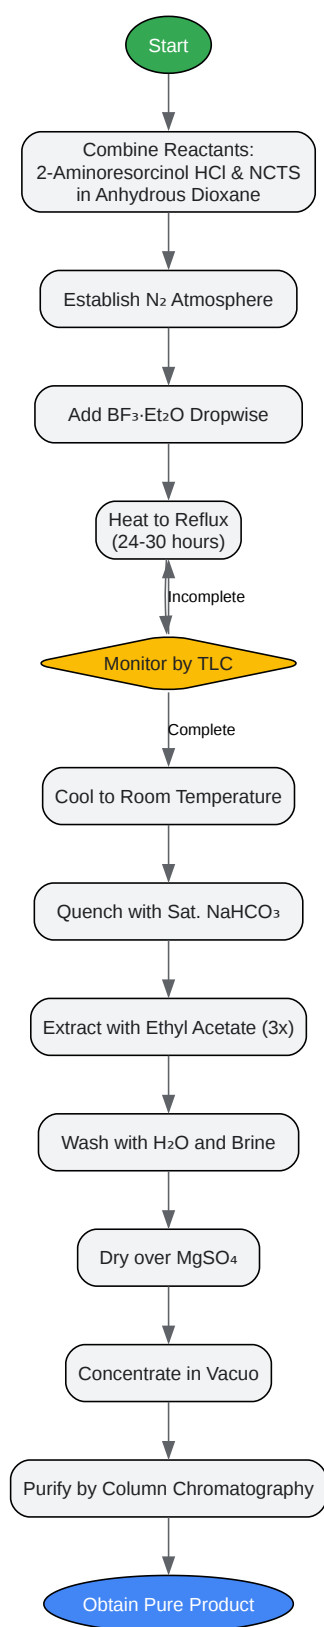 Start
Combine Reactants:
2-Aminoresorcinol HCl & NCTS
in Anhydrous Dioxane
Establish N₂ Atmosphere
Add BF₃·Et₂O Dropwise
Heat to Reflux
(24-30 hours)
Incomplete
Monitor by TLC
Complete
Cool to Room Temperature
Quench with Sat. NaHCO₃
Extract with Ethyl Acetate (3x)
Wash with H₂O and Brine
Dry over MgSO₄
Concentrate in Vacuo
Purify by Column Chromatography
Obtain Pure Product